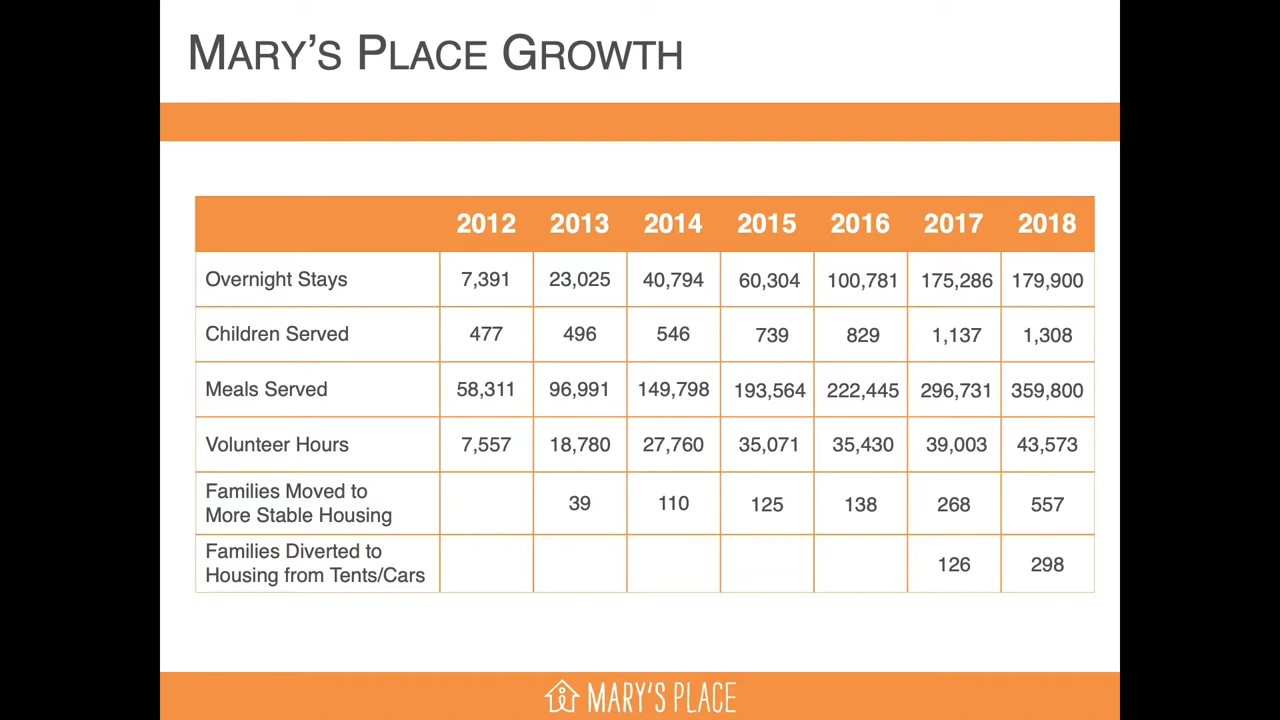 MARY'S PLACE GROWTH
2012 2013 2014 2015 2016 2017 2018
Overnight Stays 7,391 23,025 40,794 60,304 100,781 175,286 179,900
Children Served 477 496 546 739 829 1,137 1,308
Meals Served 58,311 96,991 149,798 193,564 222,445 296,731 359,800
Volunteer Hours 7,557 18,780 27,760 35,071 35,430 39,003 43,573
Families Moved to
More Stable Housing 39 110 125 138 268 557
Families Diverted to
Housing from Tents/Cars 126 298
MARY'S PLACE